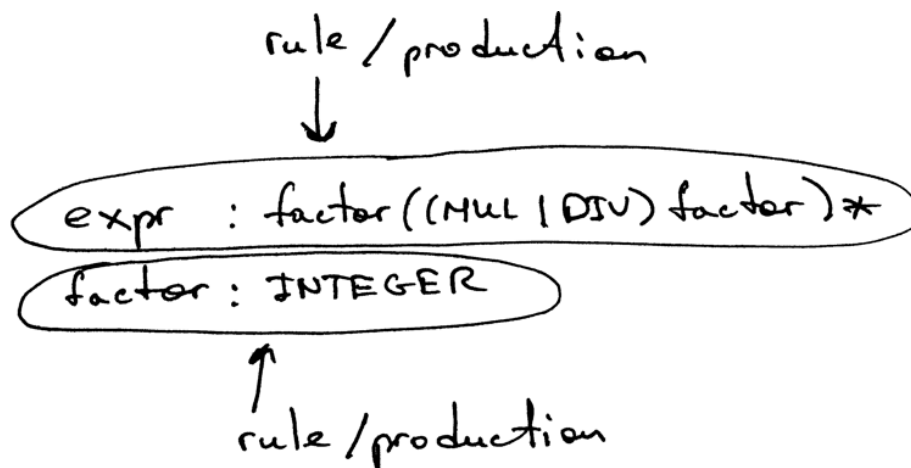 rule/production
expr : factor((MUL | DIV) factor)*
factor : INTEGER
rule/production